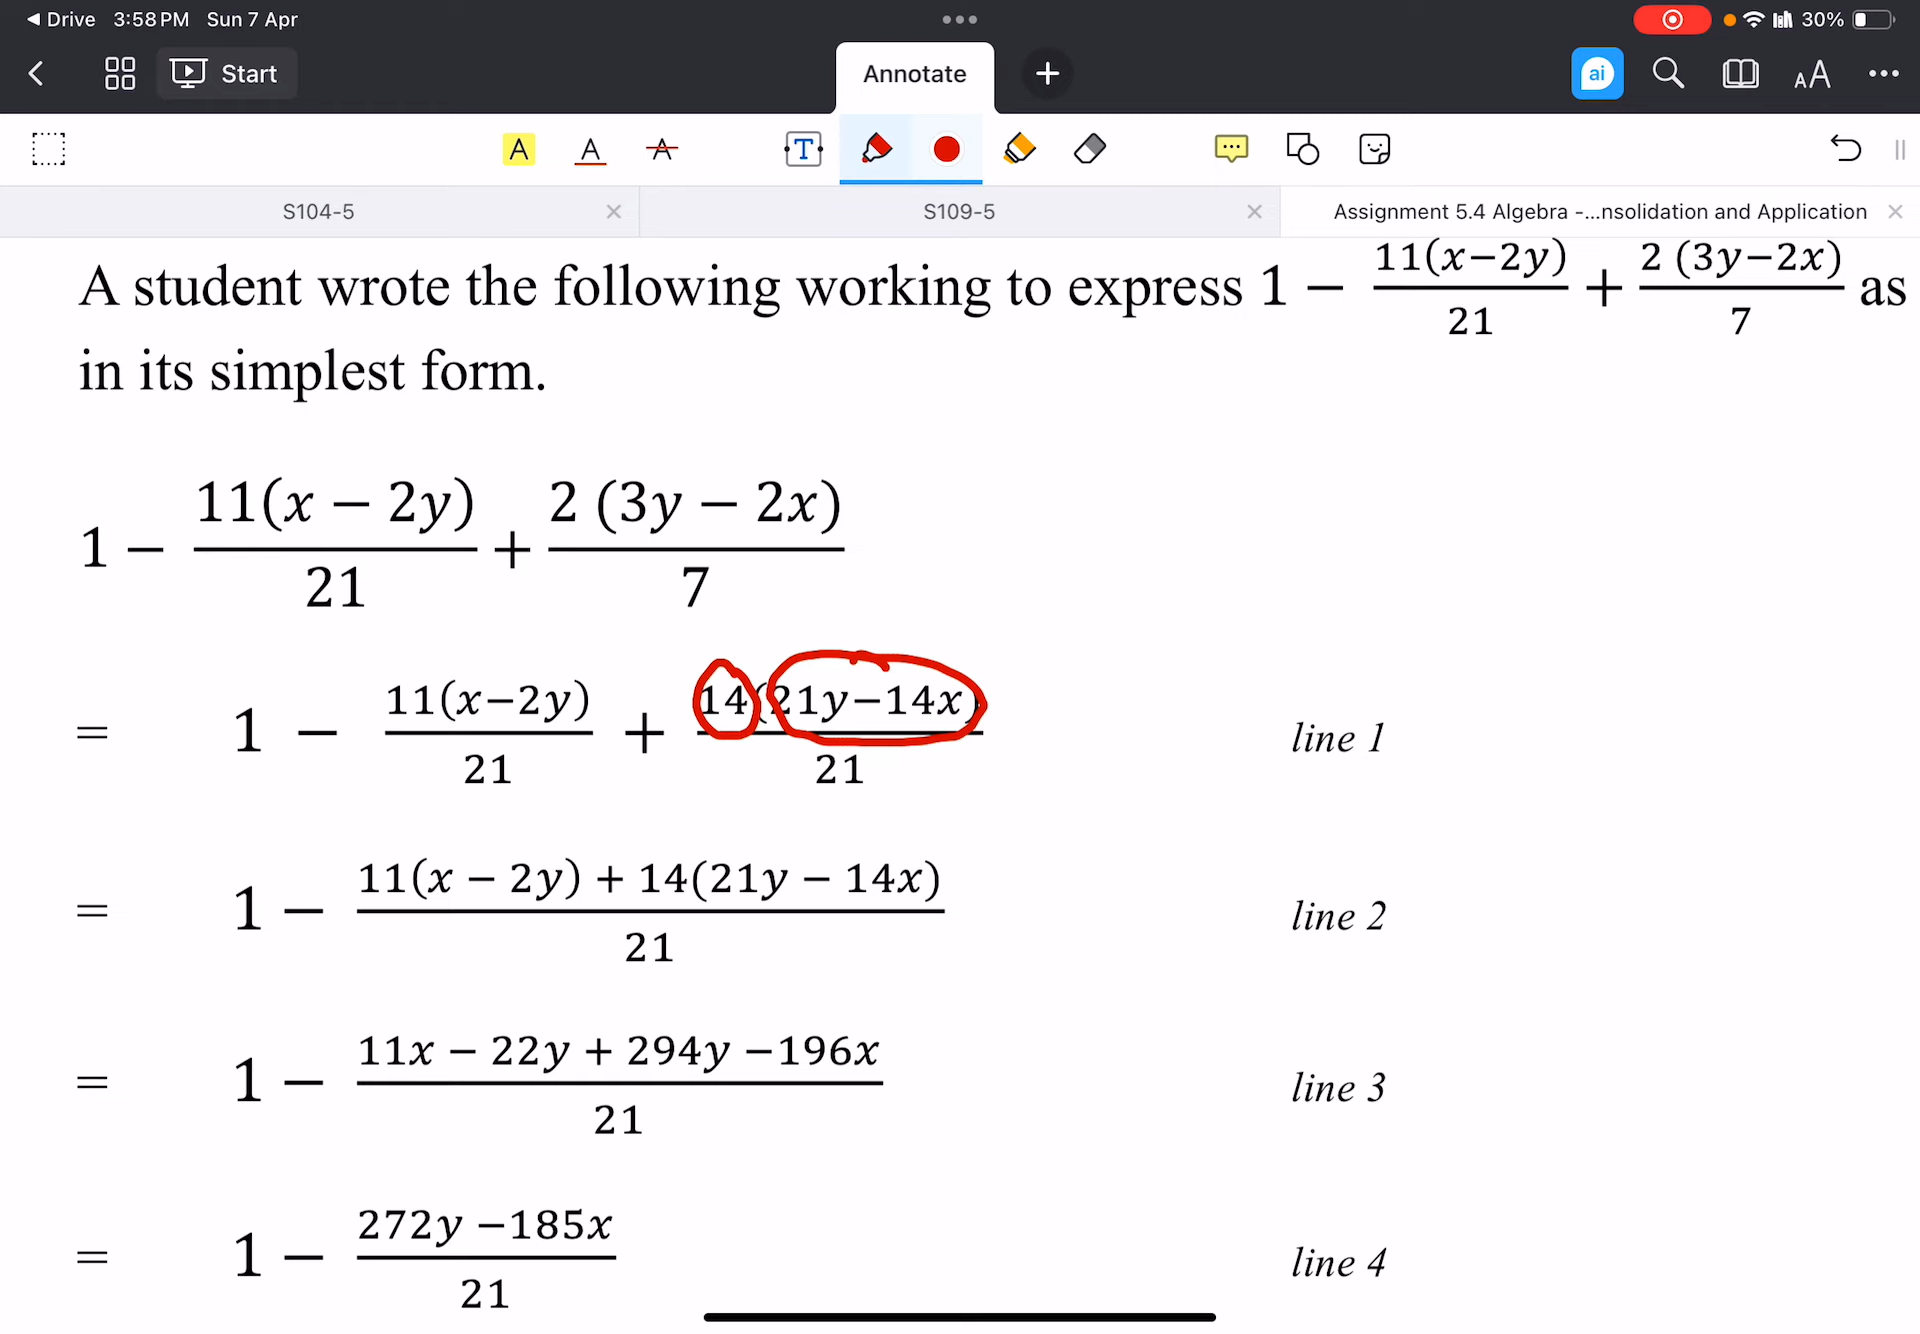 ◀ Drive 3:58 PM Sun 7 Apr 30%
Start Annotate + ai AA
A A A T
S104-5 × S109-5 × Assignment 5.4 Algebra -...nsolidation and Application ×
A student wrote the following working to express 1 − 11(x−2y)/21 + 2 (3y−2x)/7 as
in its simplest form.
1 − 11(x − 2y)/21 + 2 (3y − 2x)/7
= 1 − 11(x−2y)/21 + 14(21y−14x)/21 line 1
= 1 − (11(x − 2y) + 14(21y − 14x))/21 line 2
= 1 − (11x − 22y + 294y −196x)/21 line 3
= 1 − (272y −185x)/21 line 4